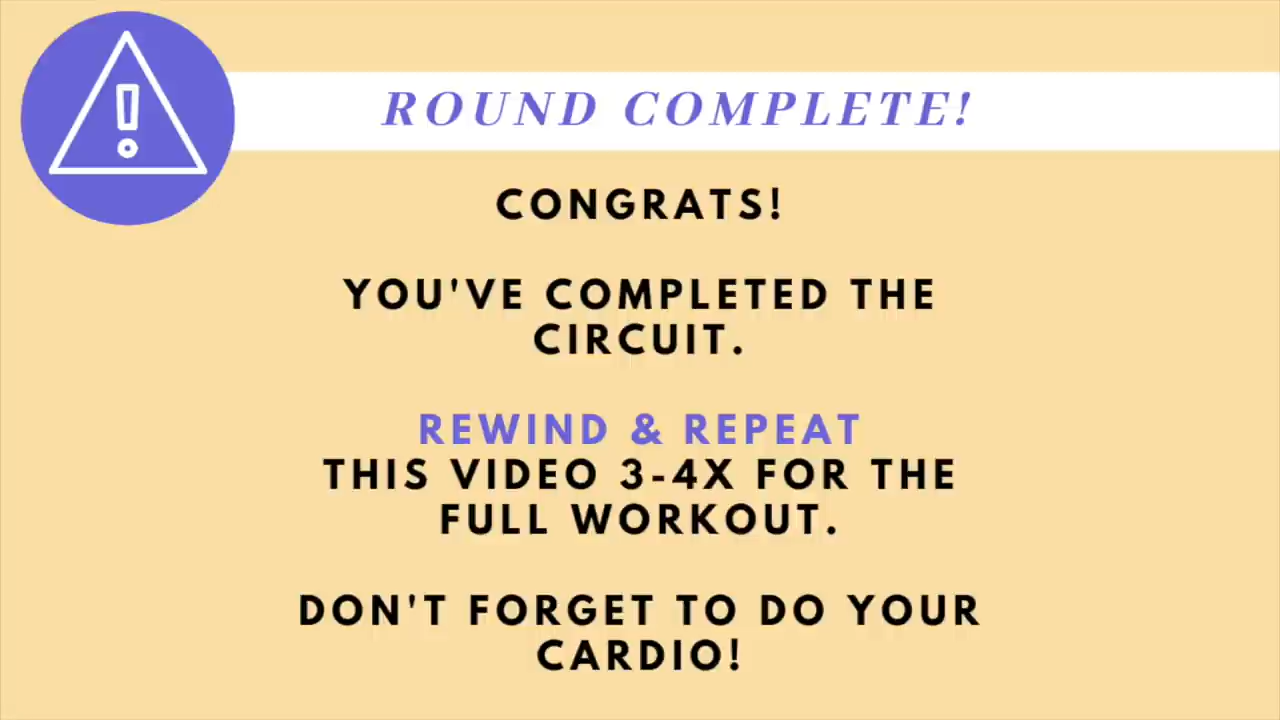 ROUND COMPLETE!
CONGRATS!
YOU'VE COMPLETED THE
CIRCUIT.
REWIND & REPEAT
THIS VIDEO 3-4X FOR THE
FULL WORKOUT.
DON'T FORGET TO DO YOUR
CARDIO!